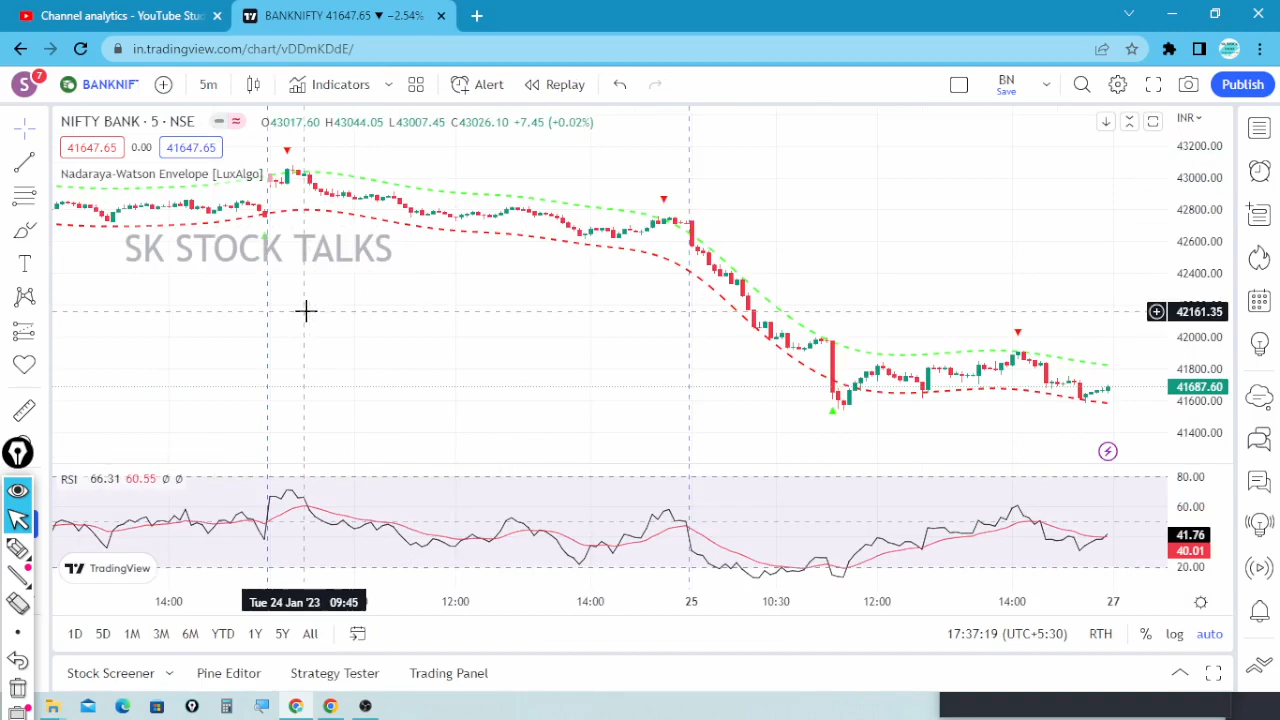 Channel analytics - YouTube Studi
BANKNIFTY 41647.65 ▼ −2.54%
in.tradingview.com/chart/vDDmKDdE/
S
7
BANKNIF
5m
Indicators
Alert
Replay
BN
Save
Publish
NIFTY BANK · 5 · NSE
O43017.60 H43044.05 L43007.45 C43026.10 +7.45 (+0.02%)
INR
41647.65
0.00
41647.65
Nadaraya-Watson Envelope [LuxAlgo]
SK STOCK TALKS
43200.00
43000.00
42800.00
42600.00
42400.00
42161.35
42000.00
41800.00
41687.60
41600.00
41400.00
RSI 66.31 60.55 Ø Ø
80.00
60.00
41.76
40.01
20.00
TradingView
14:00
Tue 24 Jan '23 09:45
12:00
14:00
25
10:30
12:00
14:00
27
1D 5D 1M 3M 6M YTD 1Y 5Y All
17:37:19 (UTC+5:30)
RTH
% log auto
Stock Screener
Pine Editor
Strategy Tester
Trading Panel